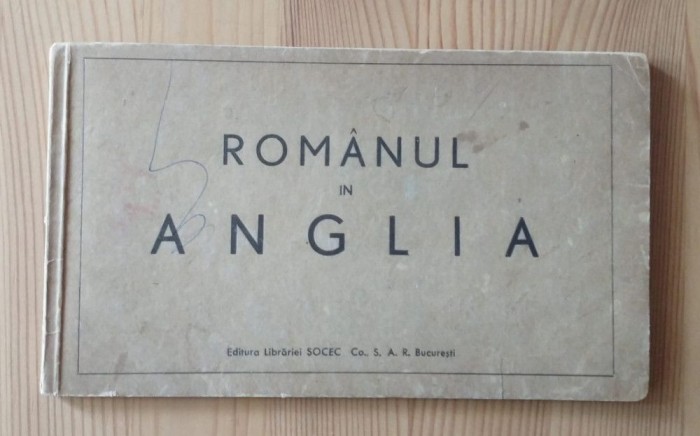 ROMÂNUL
IN
ANGLIA
Editura Librăriei SOCEC Co., S. A. R. București